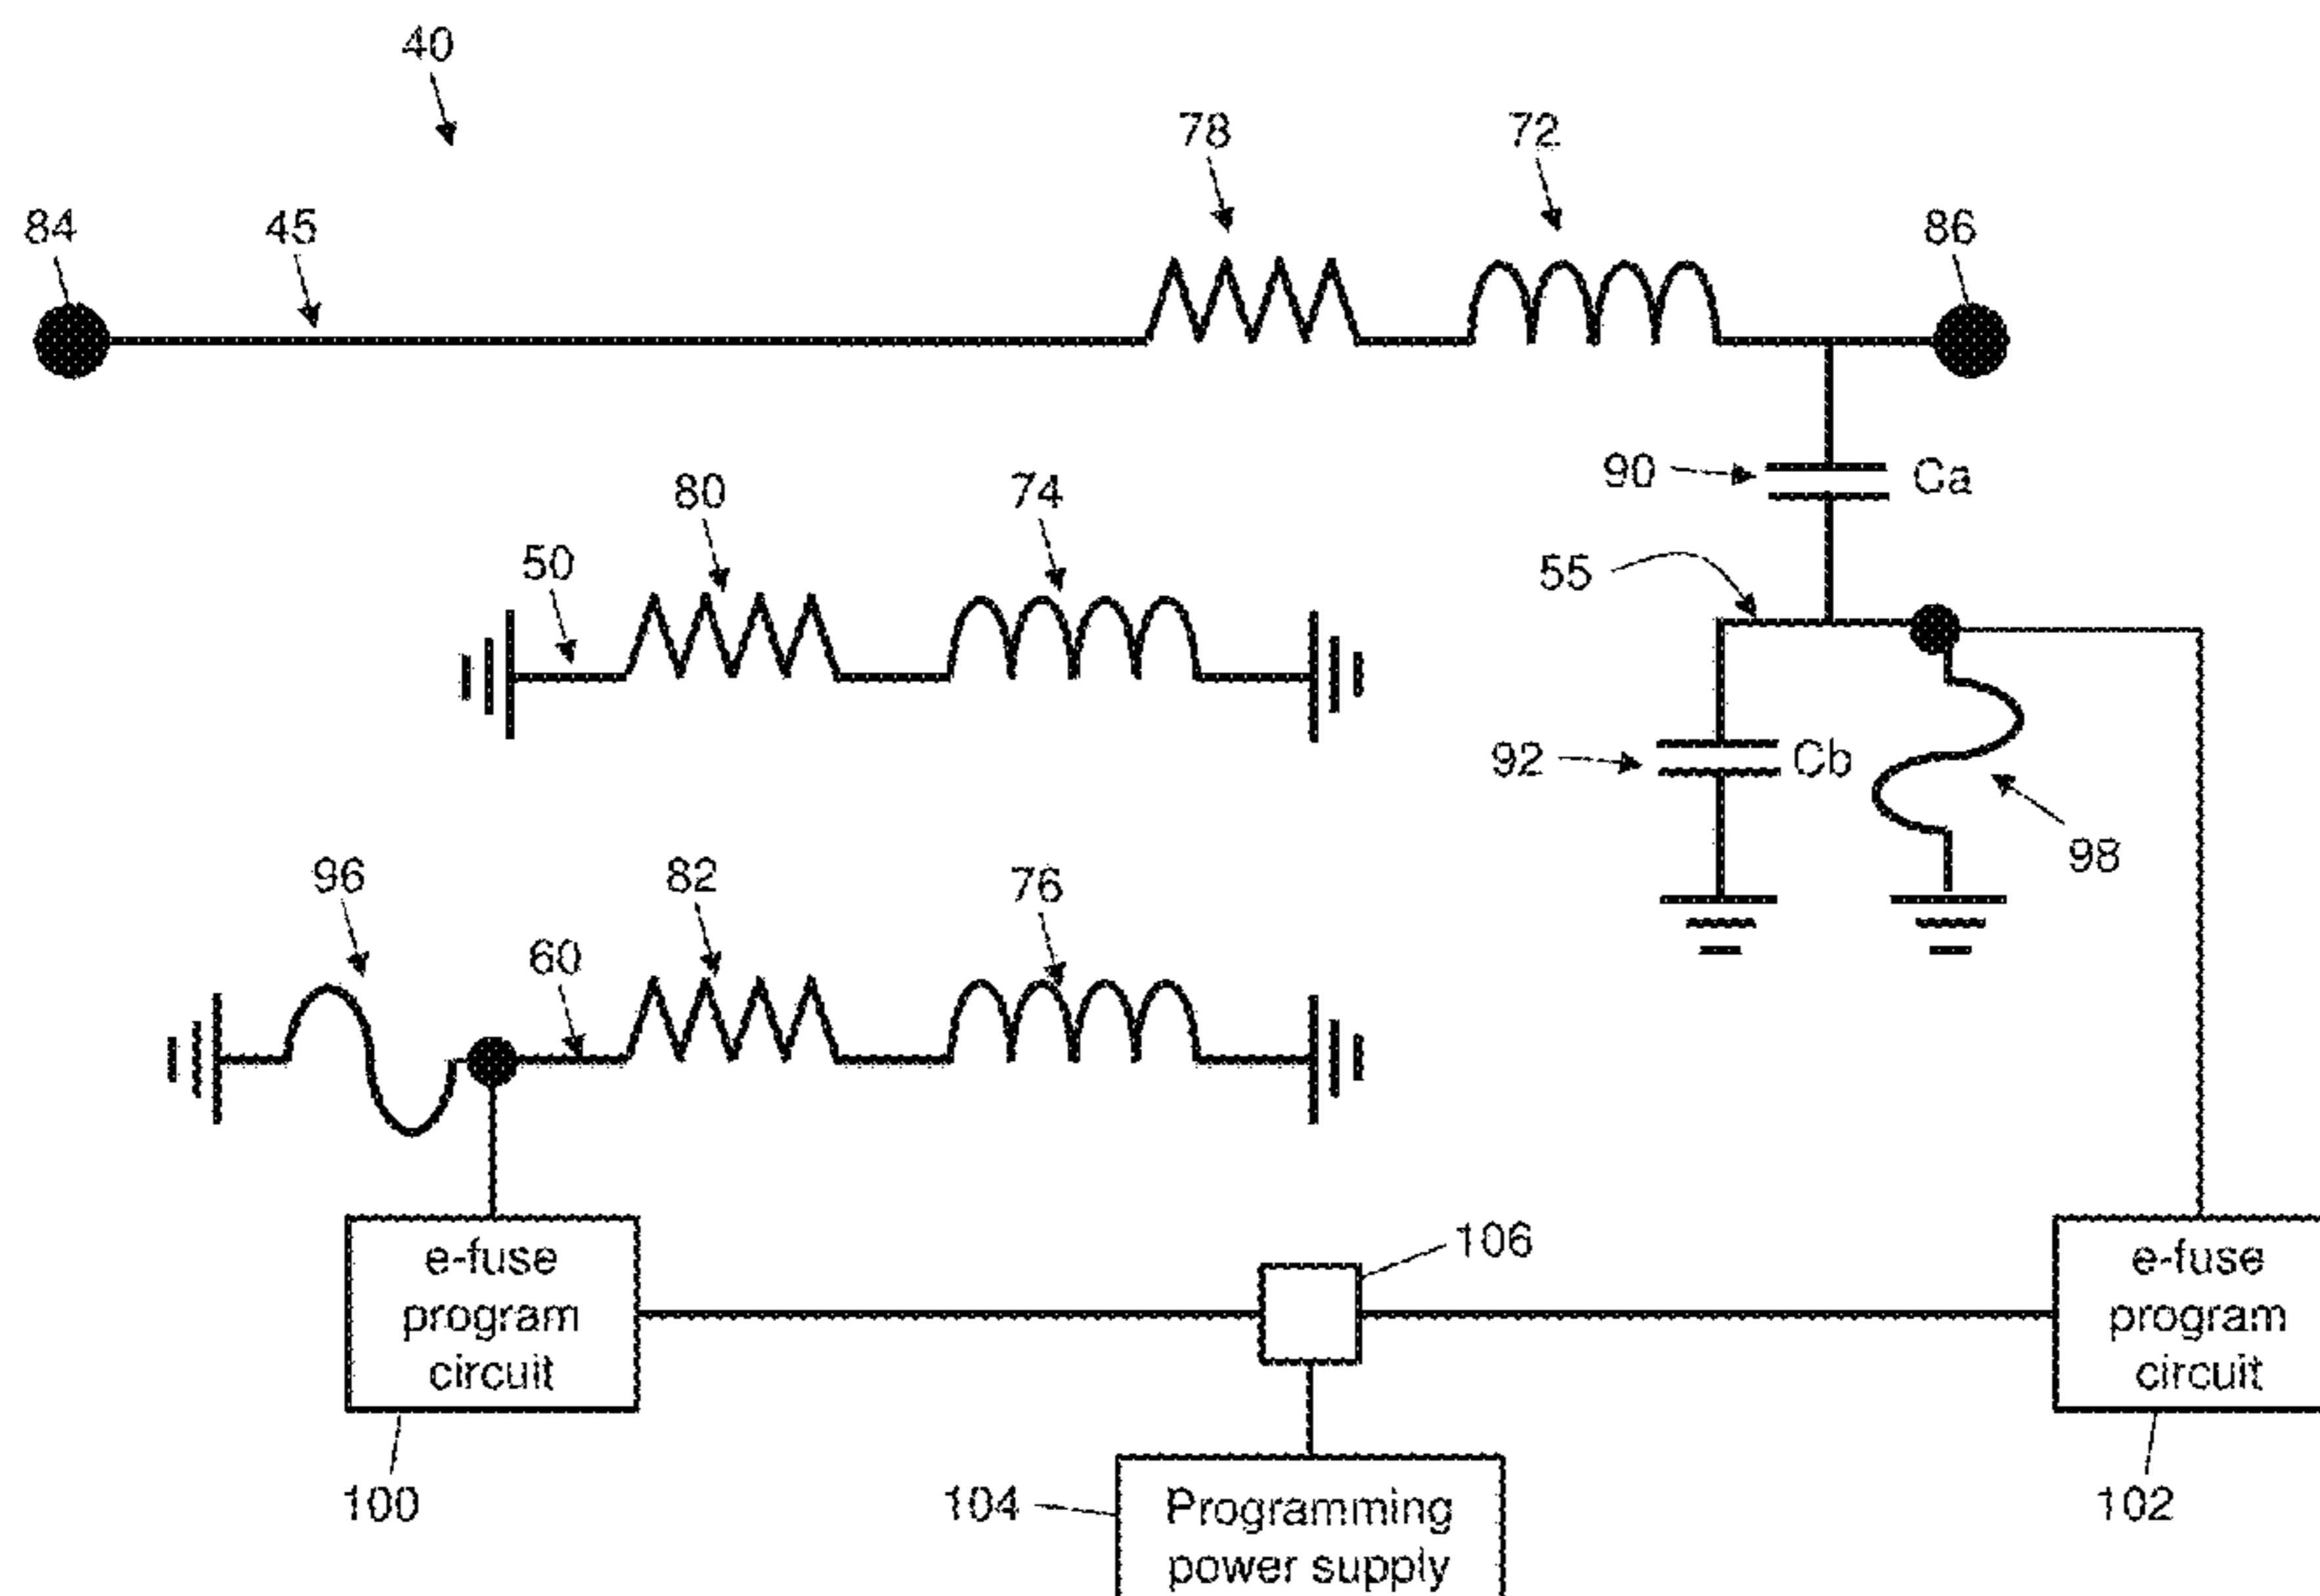 40
78
72
84
45
86
90
Ca
80
74
55
50
92
Cb
98
96
82
76
60
106
e-fuse
program
circuit
e-fuse
program
circuit
100
104
Programming
power supply
102